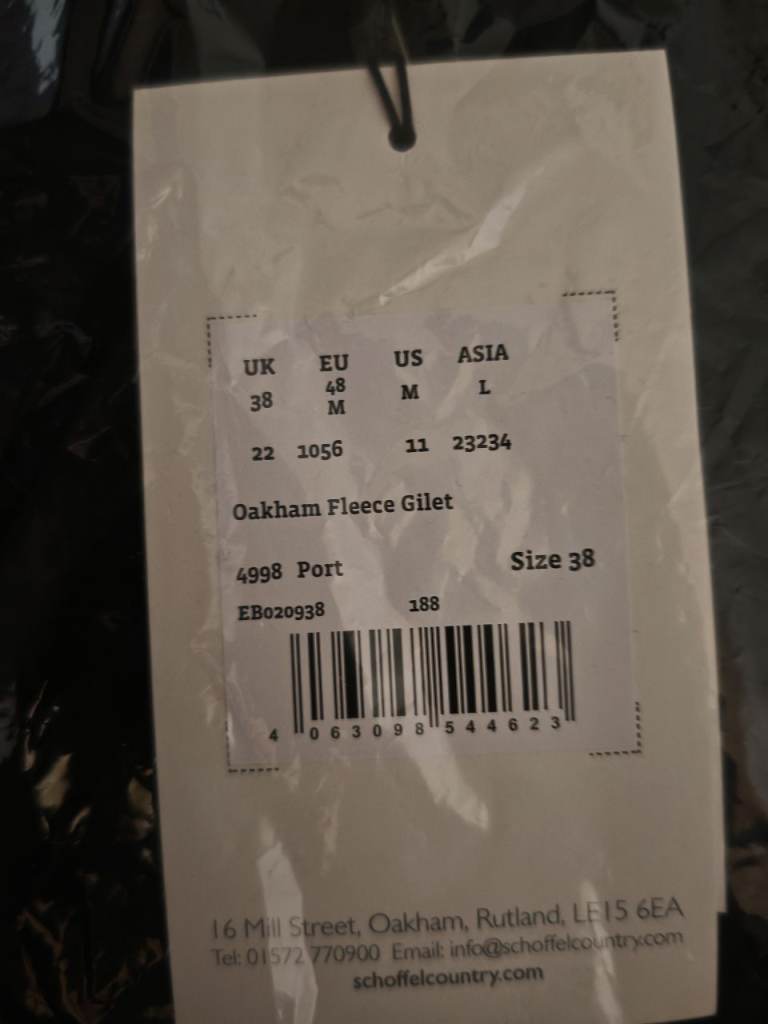 UK EU US ASIA
38 48 M M L
22 1056 11 23234
Oakham Fleece Gilet
4998 Port Size 38
EB020938 188
4 063098 544623
16 Mill Street, Oakham, Rutland, LE15 6EA
Tel: 01572 770900 Email: info@schoffelcountry.com
schoffelcountry.com